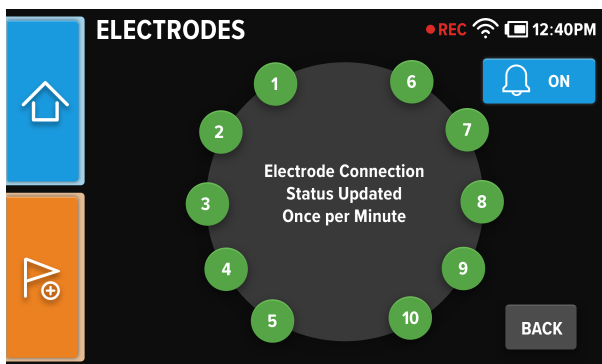 ELECTRODES
REC 12:40PM
ON
1
6
2
7
Electrode Connection
Status Updated
Once per Minute
3
8
4
9
5
10
BACK